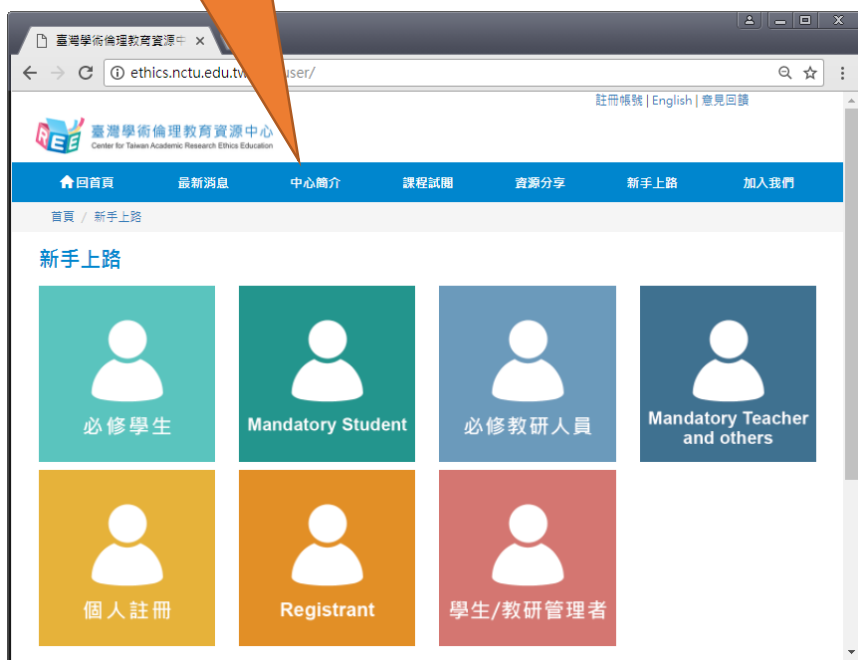 臺灣學術倫理教育資源中
ethics.nctu.edu.tw
user/
註冊帳號 | English | 意見回饋
REE
臺灣學術倫理教育資源中心
Center for Taiwan Academic Research Ethics Education
回首頁 最新消息 中心簡介 課程試閱 資源分享 新手上路 加入我們
首頁 / 新手上路
新手上路
必修學生
Mandatory Student
必修教研人員
Mandatory Teacher
and others
個人註冊
Registrant
學生/教研管理者